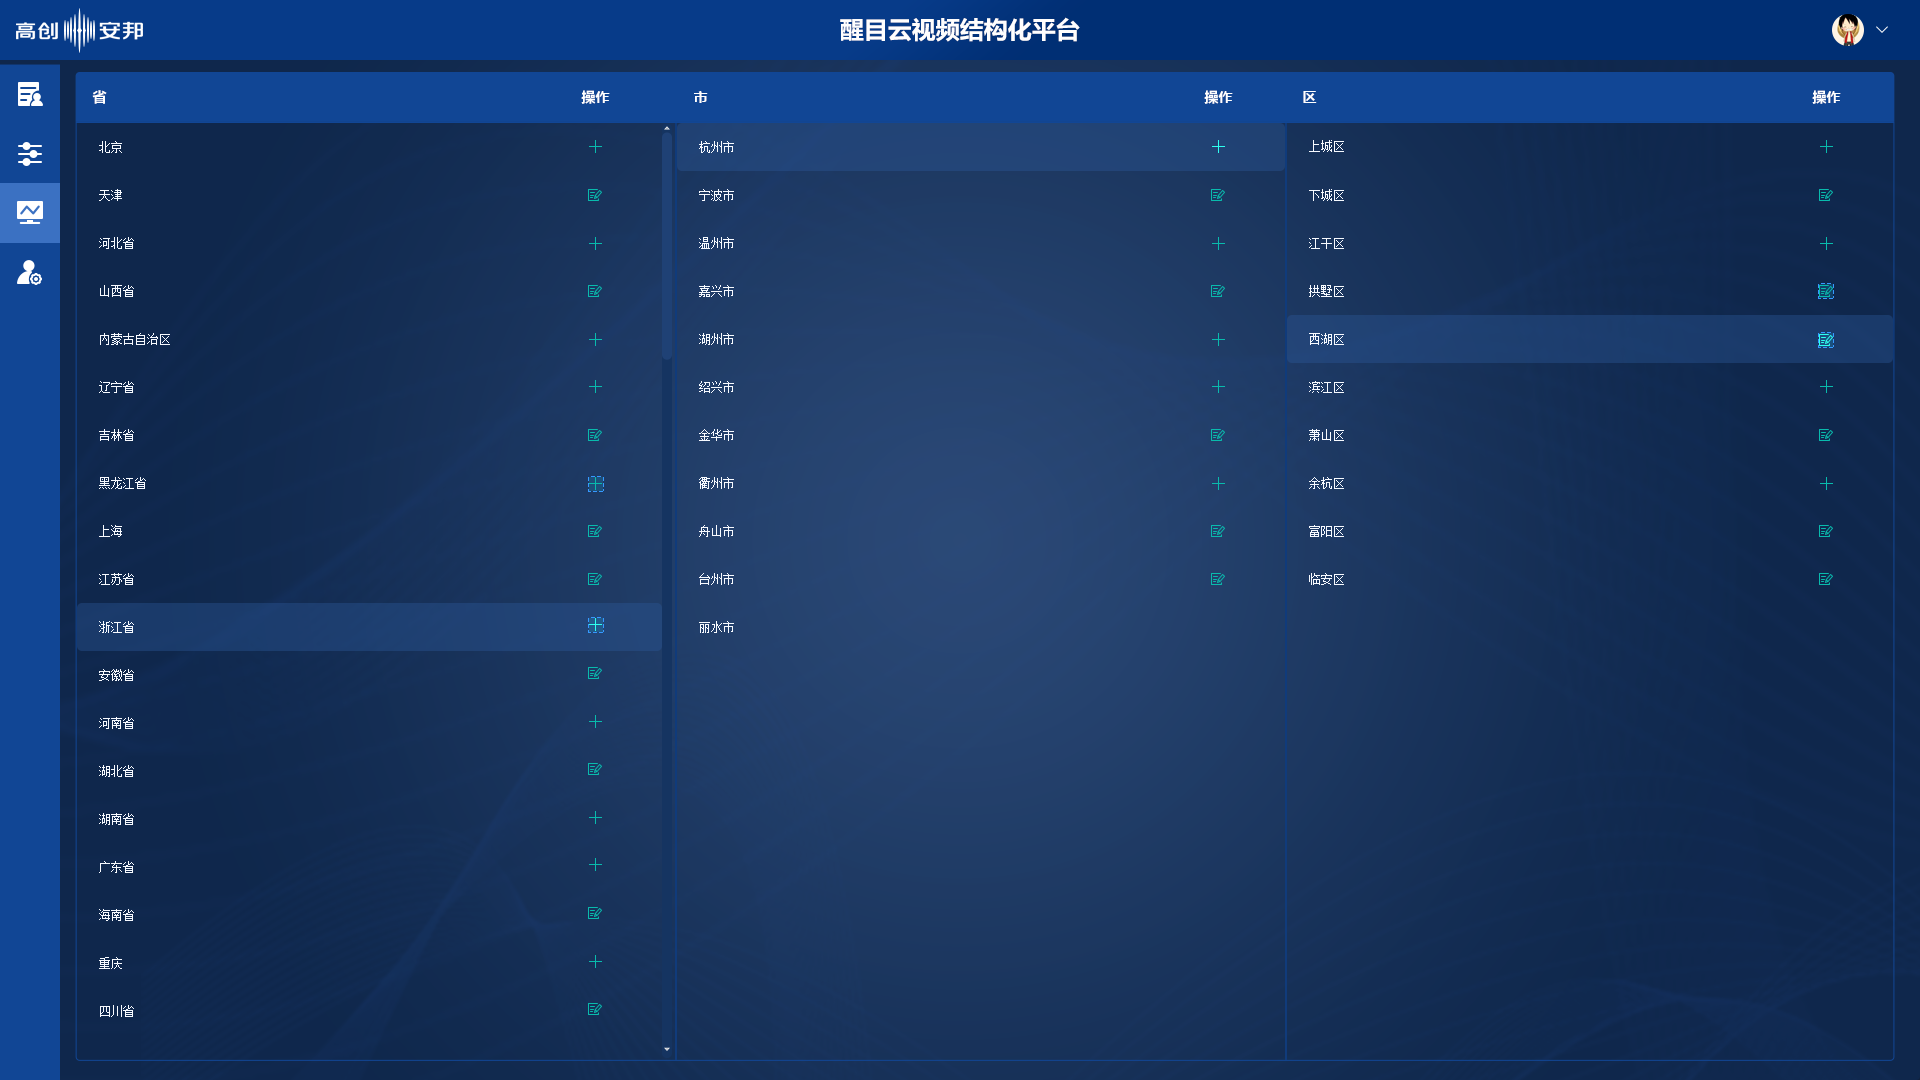 高创安邦
醒目云视频结构化平台
省 操作 市 操作 区 操作
北京 杭州市 上城区
天津 宁波市 下城区
河北省 温州市 江干区
山西省 嘉兴市 拱墅区
内蒙古自治区 湖州市 西湖区
辽宁省 绍兴市 滨江区
吉林省 金华市 萧山区
黑龙江省 衢州市 余杭区
上海 舟山市 富阳区
江苏省 台州市 临安区
浙江省 丽水市
安徽省
河南省
湖北省
湖南省
广东省
海南省
重庆
四川省